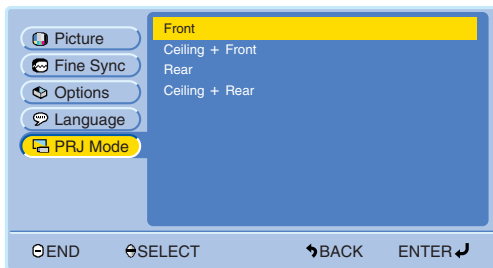 Picture
Fine Sync
Options
Language
PRJ Mode
Front
Ceiling + Front
Rear
Ceiling + Rear
END SELECT BACK ENTER